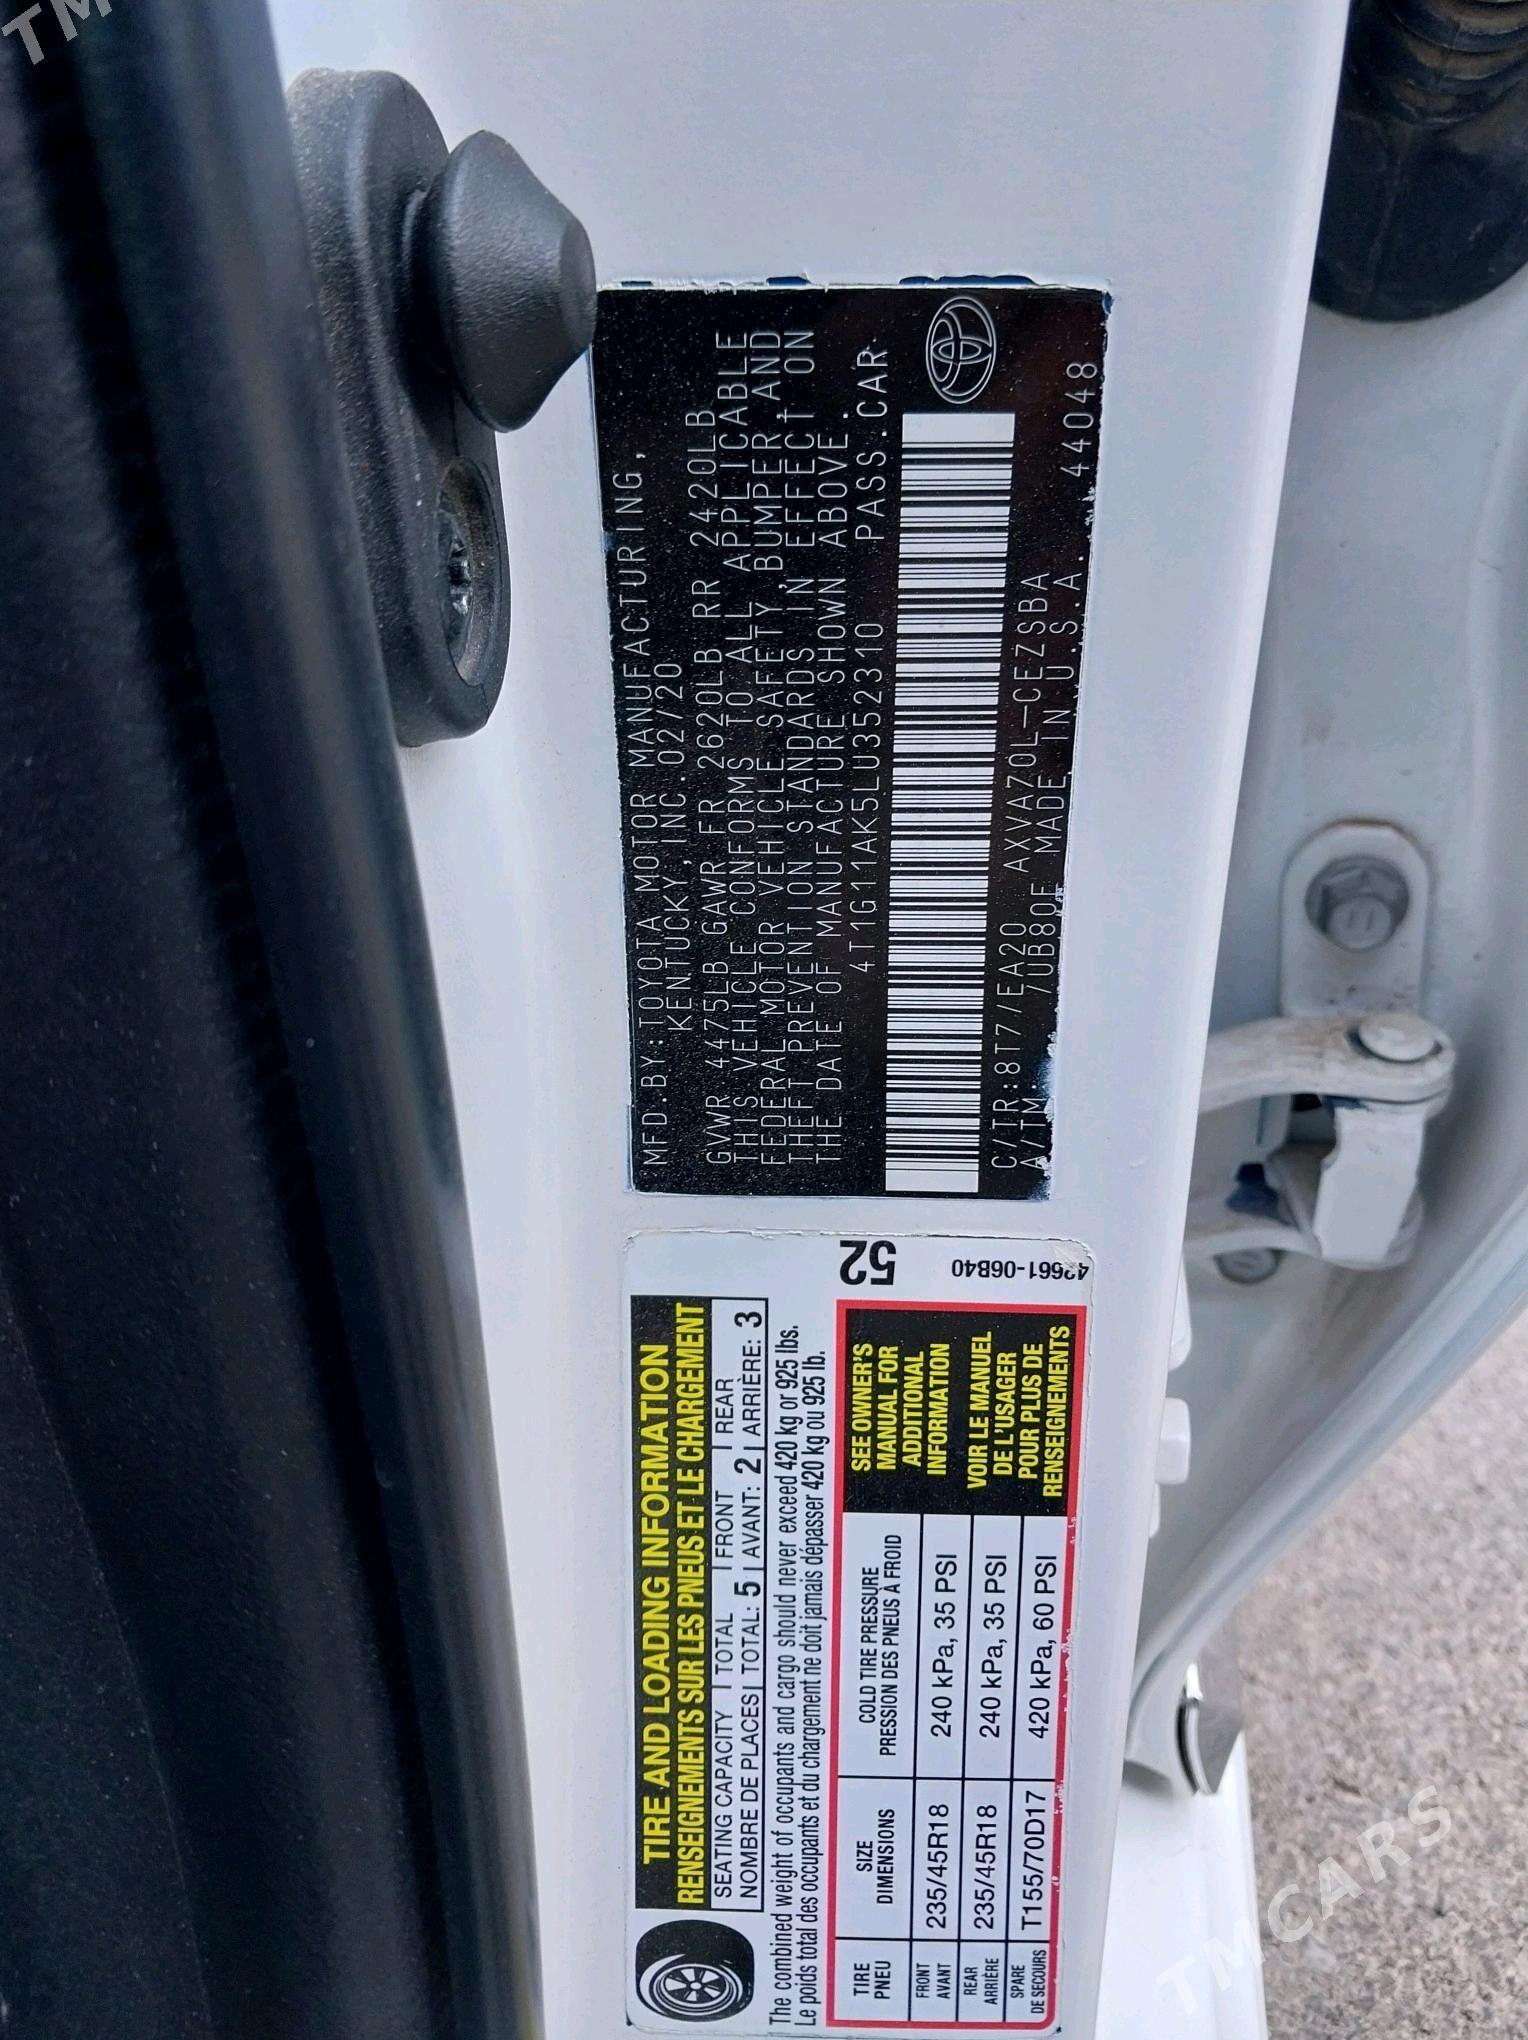 MFD.BY:TOYOTA MOTOR MANUFACTURING,
KENTUCKY,INC.02/20
GVWR 4475LB GAWR FR 2620LB RR 2420LB
THIS VEHICLE CONFORMS TO ALL APPLICABLE
FEDERAL MOTOR VEHICLE SAFETY,BUMPER,AND
THEFT PREVENTION STANDARDS IN EFFECT ON
THE DATE OF MANUFACTURE SHOWN ABOVE.
4T1G11AK5LU352310 PASS.CAR
C/TR:8T7/EA20 AXVA70L-CEZSBA
A/TM: /UB80F MADE IN U.S.A. 44048
TIRE AND LOADING INFORMATION
RENSEIGNEMENTS SUR LES PNEUS ET LE CHARGEMENT
SEATING CAPACITY TOTAL FRONT REAR
NOMBRE DE PLACES TOTAL: 5 AVANT: 2 ARRIÈRE: 3
The combined weight of occupants and cargo should never exceed 420 kg or 925 lbs.
Le poids total des occupants et du chargement ne doit jamais dépasser 420 kg ou 925 lb.
TIRE SIZE COLD TIRE PRESSURE
PNEU DIMENSIONS PRESSION DES PNEUS À FROID
FRONT
AVANT 235/45R18 240 kPa, 35 PSI
REAR
ARRIÈRE 235/45R18 240 kPa, 35 PSI
SPARE
DE SECOURS T155/70D17 420 kPa, 60 PSI
SEE OWNER'S
MANUAL FOR
ADDITIONAL
INFORMATION
VOIR LE MANUEL
DE L'USAGER
POUR PLUS DE
RENSEIGNEMENTS
52
42661-06B40
TMCARS
TM